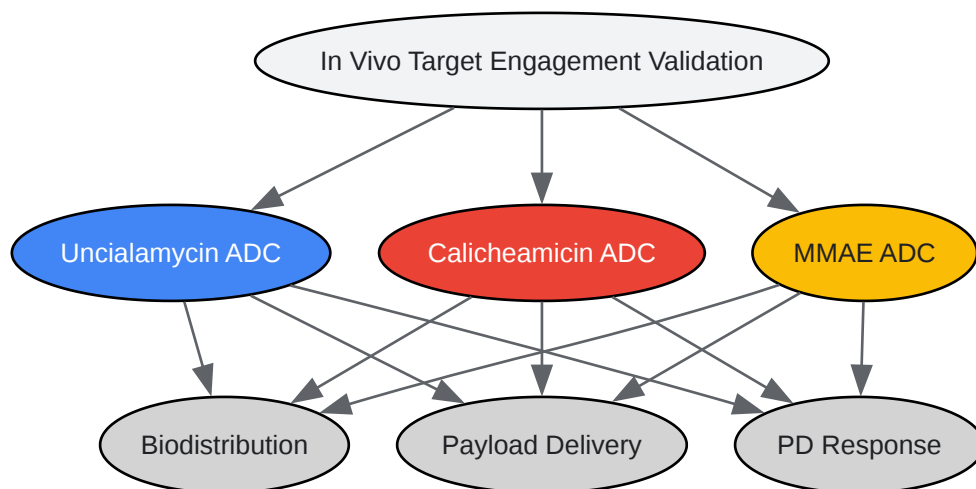 In Vivo Target Engagement Validation
Uncialamycin ADC
Calicheamicin ADC
MMAE ADC
Biodistribution
Payload Delivery
PD Response